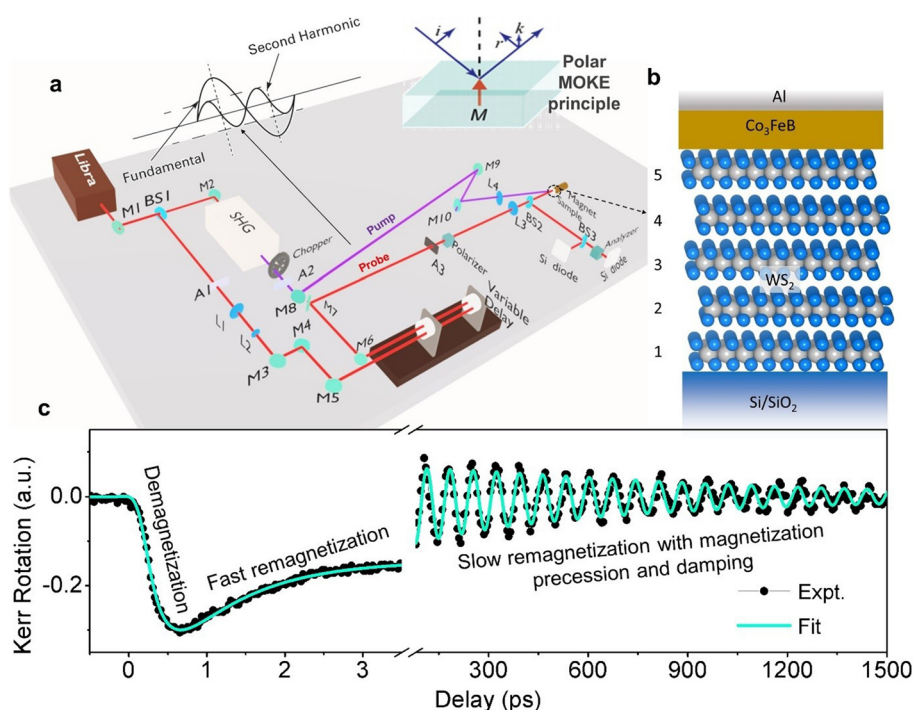 a
Second Harmonic
Fundamental
i
r
k
M
Polar
MOKE
principle
Libra
M1
BS1
M2
SHG
Chopper
A2
M8
M7
Pump
Probe
A1
L1
L2
M3
M4
M5
M6
Variable
Delay
A3
Polarizer
M9
M10
L4
L3
BS2
Magnet
Sample
BS3
Analyzer
Si diode
Si diode
b
Al
Co3FeB
5
4
3
2
1
WS2
Si/SiO2
c
Kerr Rotation (a.u.)
0.0
-0.2
Demagnetization
Fast remagnetization
Slow remagnetization with magnetization
precession and damping
Expt.
Fit
0 1 2 3 300 600 900 1200 1500
Delay (ps)